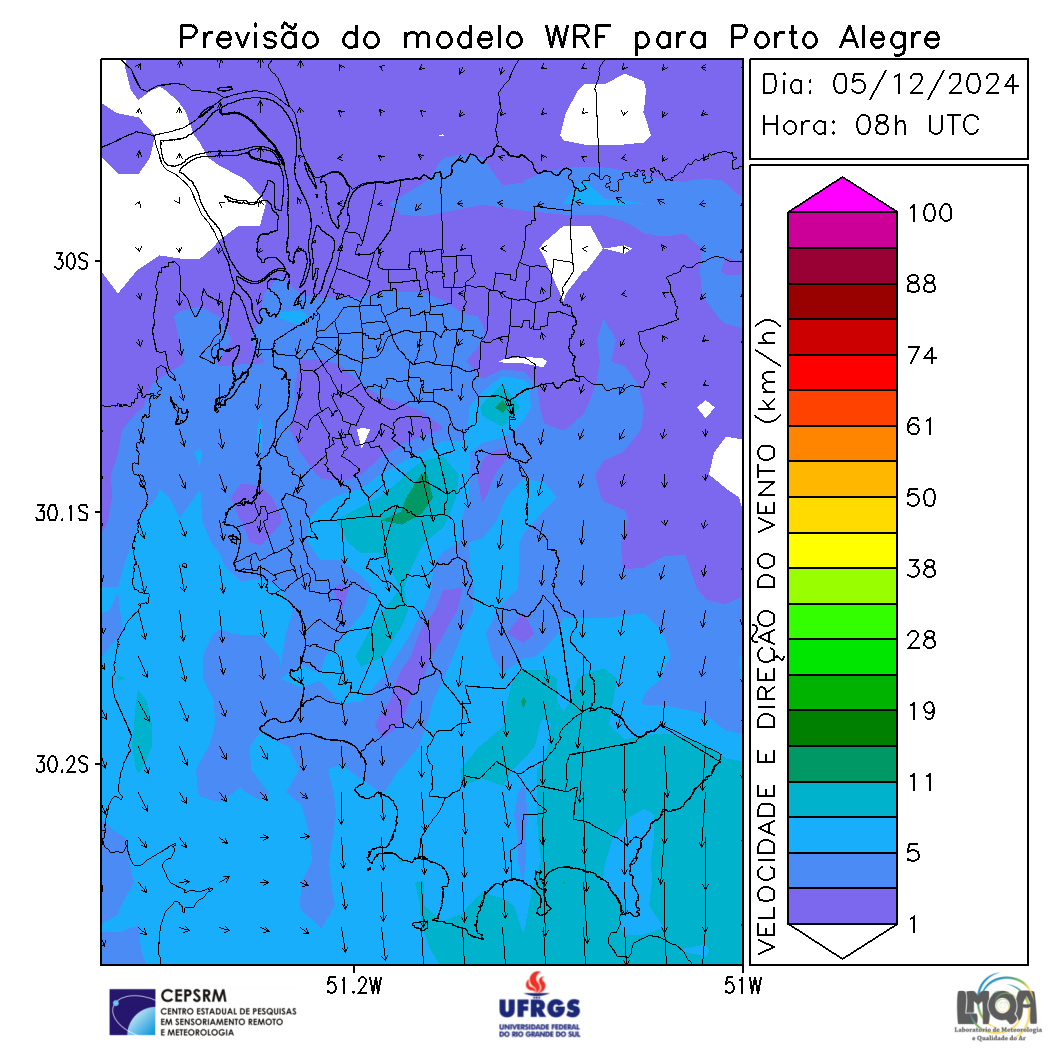 Previsão do modelo WRF para Porto Alegre
Dia: 05/12/2024
Hora: 08h UTC
30S
30.1S
30.2S
51.2W
51W
VELOCIDADE E DIREÇÃO DO VENTO (km/h)
100
88
74
61
50
38
28
19
11
5
1
CEPSRM
CENTRO ESTADUAL DE PESQUISAS
EM SENSORIAMENTO REMOTO
E METEOROLOGIA
UFRGS
UNIVERSIDADE FEDERAL
DO RIO GRANDE DO SUL
LMQA
Laboratório de Meteorologia
e Qualidade do Ar